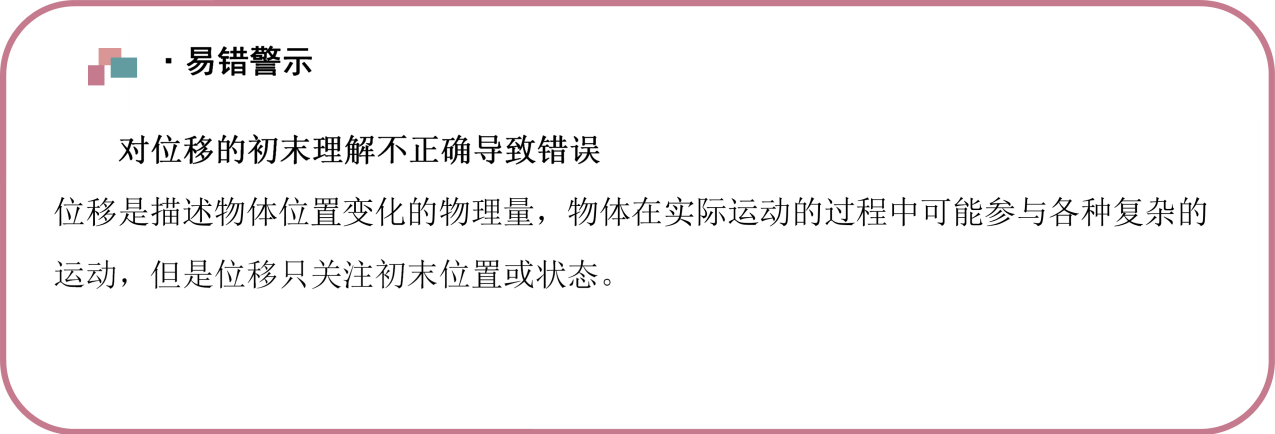 ·易错警示
对位移的初末理解不正确导致错误
位移是描述物体位置变化的物理量，物体在实际运动的过程中可能参与各种复杂的
运动，但是位移只关注初末位置或状态。